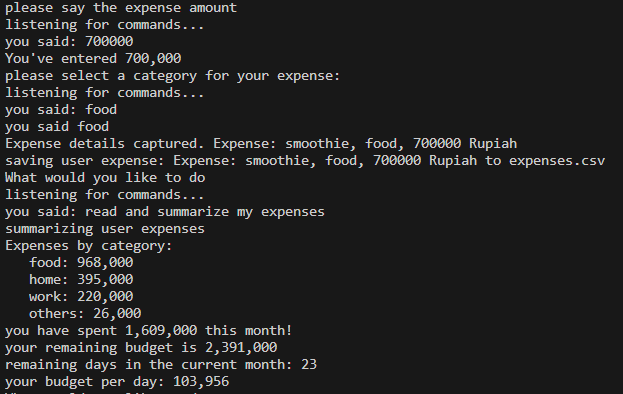 please say the expense amount
listening for commands...
you said: 700000
You've entered 700,000
please select a category for your expense:
listening for commands...
you said: food
you said food
Expense details captured. Expense: smoothie, food, 700000 Rupiah
saving user expense: Expense: smoothie, food, 700000 Rupiah to expenses.csv
What would you like to do
listening for commands...
you said: read and summarize my expenses
summarizing user expenses
Expenses by category:
food: 968,000
home: 395,000
work: 220,000
others: 26,000
you have spent 1,609,000 this month!
your remaining budget is 2,391,000
remaining days in the current month: 23
your budget per day: 103,956